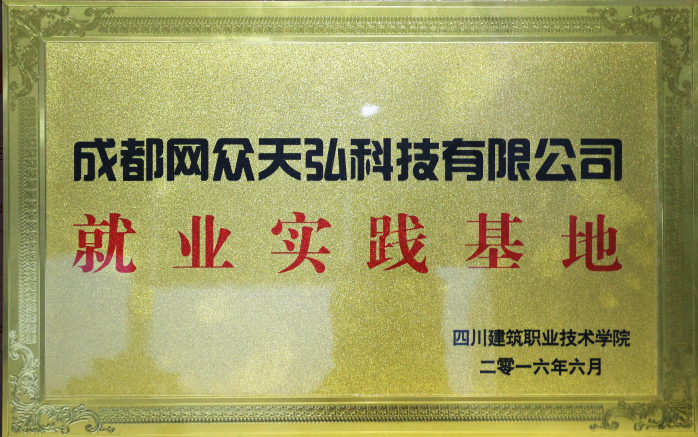 成都网众天弘科技有限公司
就业实践基地
四川建筑职业技术学院
二零一六年六月